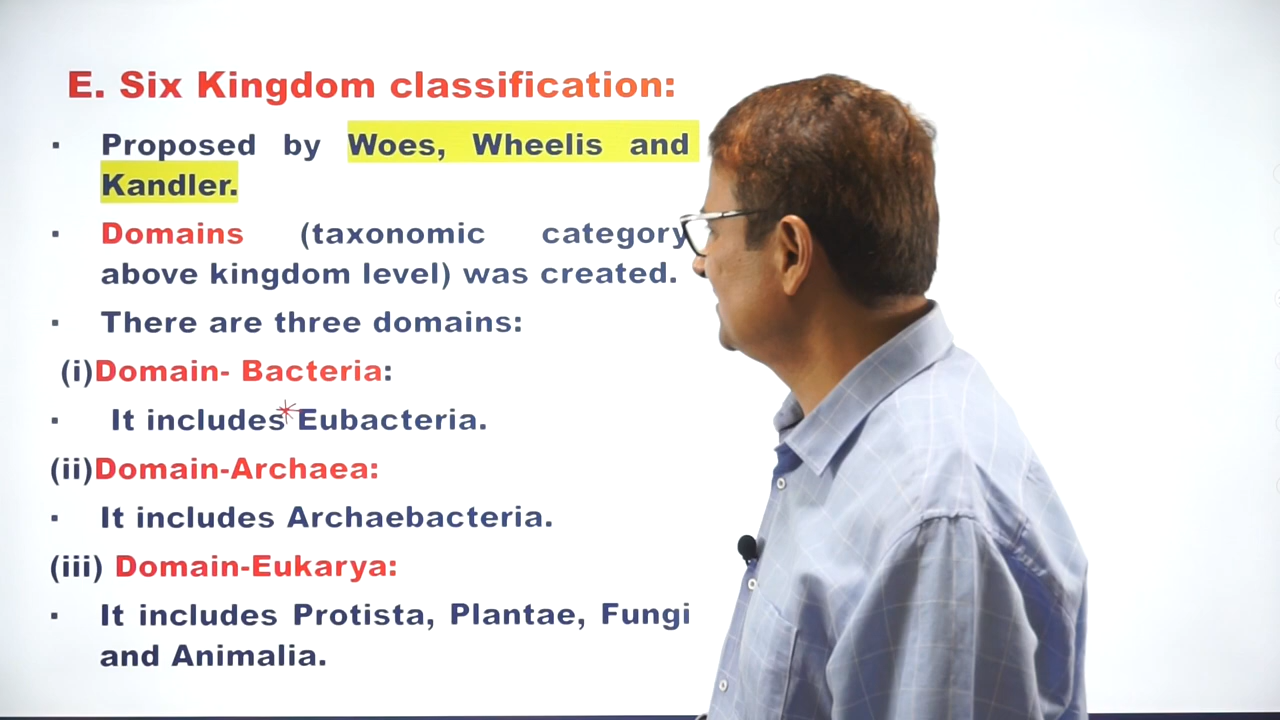 E. Six Kingdom classification:
▪ Proposed by Woes, Wheelis and
Kandler.
▪ Domains (taxonomic category
above kingdom level) was created.
▪ There are three domains:
(i)Domain- Bacteria:
▪ It includes*Eubacteria.
(ii)Domain-Archaea:
▪ It includes Archaebacteria.
(iii) Domain-Eukarya:
▪ It includes Protista, Plantae, Fungi
and Animalia.